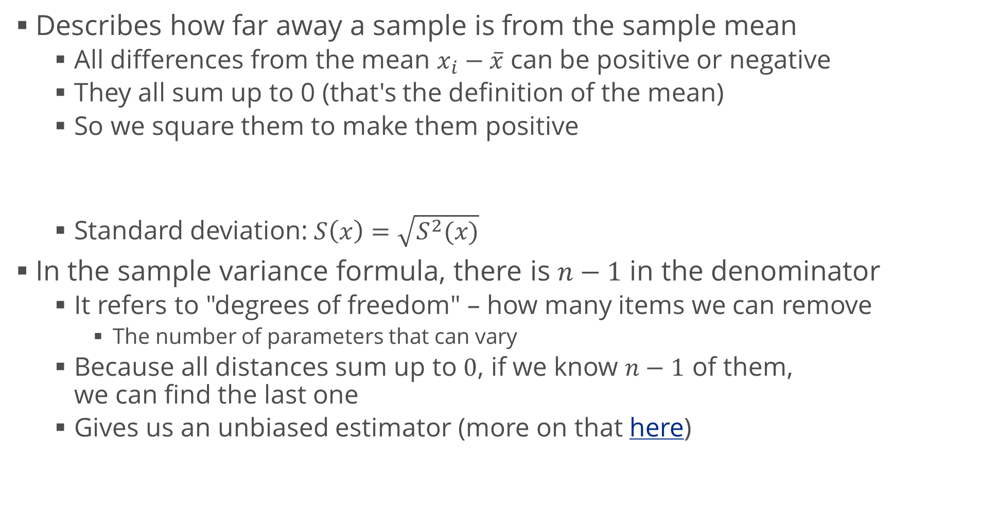 ▪ Describes how far away a sample is from the sample mean
▪ All differences from the mean 𝑥ᵢ − x̄ can be positive or negative
▪ They all sum up to 0 (that's the definition of the mean)
▪ So we square them to make them positive
▪ Standard deviation: 𝑆(𝑥) = √(𝑆²(𝑥))
▪ In the sample variance formula, there is 𝑛 − 1 in the denominator
▪ It refers to "degrees of freedom" – how many items we can remove
▪ The number of parameters that can vary
▪ Because all distances sum up to 0, if we know 𝑛 − 1 of them,
we can find the last one
▪ Gives us an unbiased estimator (more on that here)